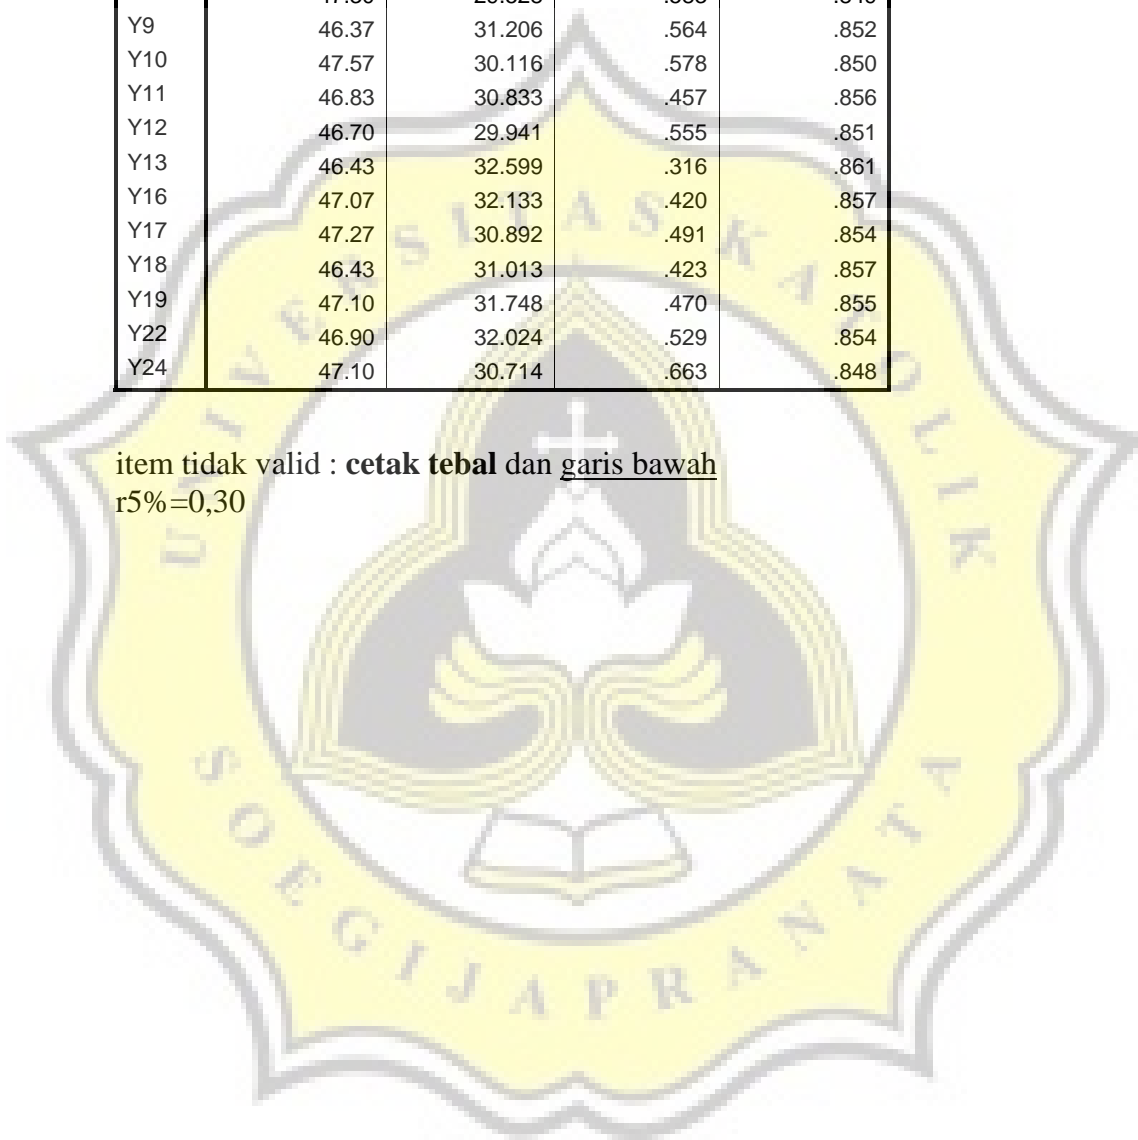 Y9 46.37 31.206 .564 .852
Y10 47.57 30.116 .578 .850
Y11 46.83 30.833 .457 .856
Y12 46.70 29.941 .555 .851
Y13 46.43 32.599 .316 .861
Y16 47.07 32.133 .420 .857
Y17 47.27 30.892 .491 .854
Y18 46.43 31.013 .423 .857
Y19 47.10 31.748 .470 .855
Y22 46.90 32.024 .529 .854
Y24 47.10 30.714 .663 .848
item tidak valid : cetak tebal dan garis bawah
r5%=0,30
UNIVERSITAS KATOLIK
SOEGIJAPRANATA